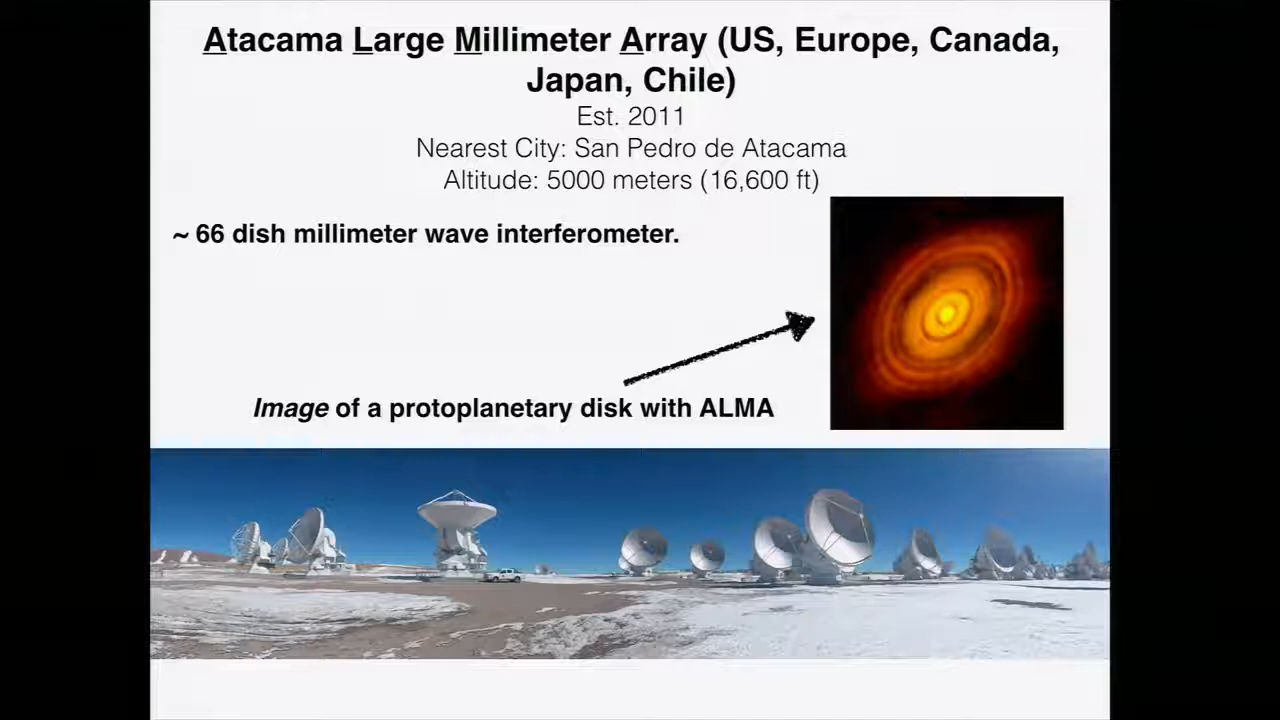 Atacama Large Millimeter Array (US, Europe, Canada,
Japan, Chile)
Est. 2011
Nearest City: San Pedro de Atacama
Altitude: 5000 meters (16,600 ft)
~ 66 dish millimeter wave interferometer.
Image of a protoplanetary disk with ALMA